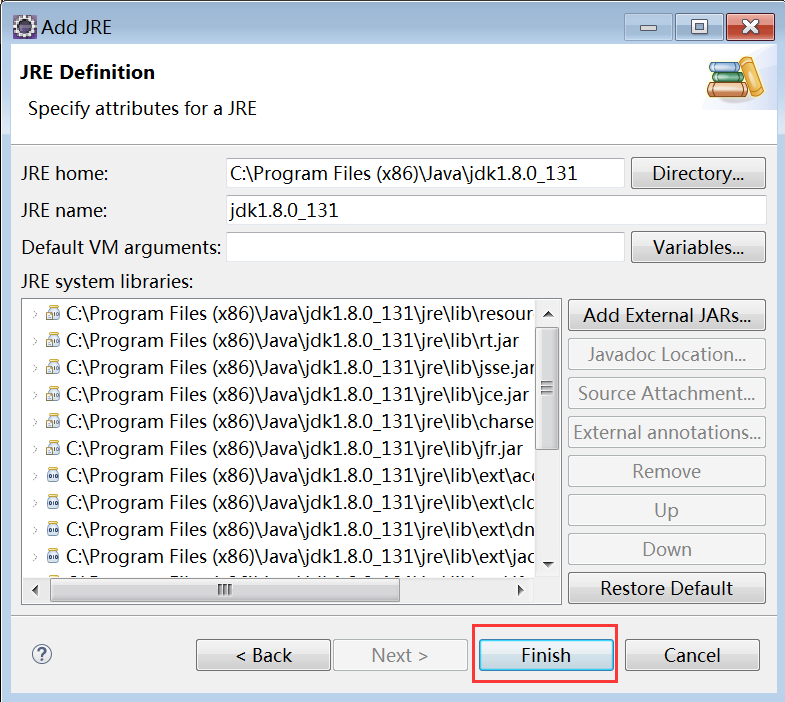 Add JRE
JRE Definition
Specify attributes for a JRE
JRE home: C:\Program Files (x86)\Java\jdk1.8.0_131 Directory...
JRE name: jdk1.8.0_131
Default VM arguments: Variables...
JRE system libraries:
C:\Program Files (x86)\Java\jdk1.8.0_131\jre\lib\resour
C:\Program Files (x86)\Java\jdk1.8.0_131\jre\lib\rt.jar
C:\Program Files (x86)\Java\jdk1.8.0_131\jre\lib\jsse.jar
C:\Program Files (x86)\Java\jdk1.8.0_131\jre\lib\jce.jar
C:\Program Files (x86)\Java\jdk1.8.0_131\jre\lib\charse
C:\Program Files (x86)\Java\jdk1.8.0_131\jre\lib\jfr.jar
C:\Program Files (x86)\Java\jdk1.8.0_131\jre\lib\ext\acc
C:\Program Files (x86)\Java\jdk1.8.0_131\jre\lib\ext\clc
C:\Program Files (x86)\Java\jdk1.8.0_131\jre\lib\ext\dn
C:\Program Files (x86)\Java\jdk1.8.0_131\jre\lib\ext\jac
Add External JARs...
Javadoc Location...
Source Attachment...
External annotations...
Remove
Up
Down
Restore Default
? < Back Next > Finish Cancel